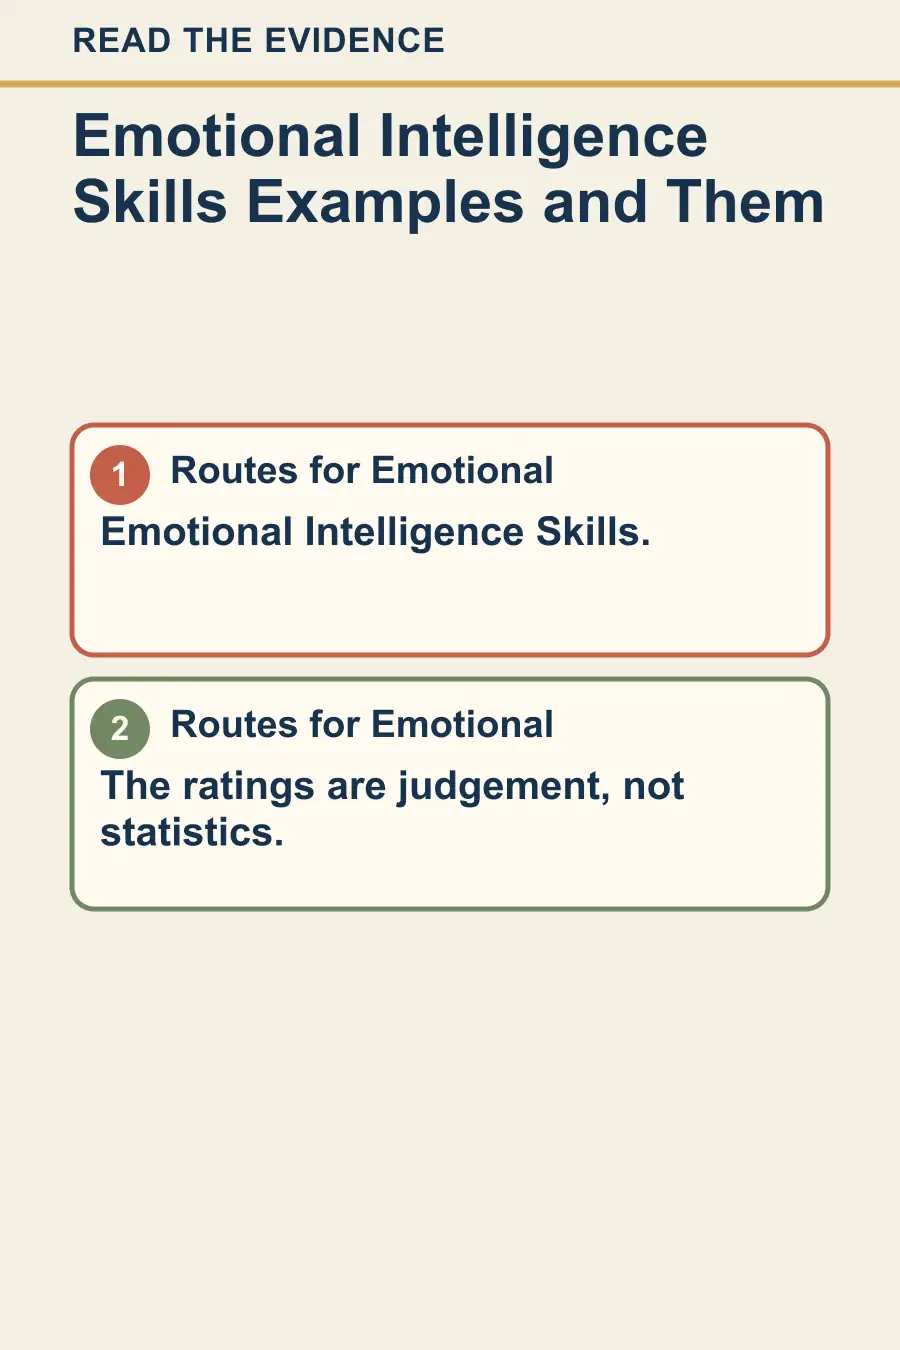 READ THE EVIDENCE
Emotional Intelligence
Skills Examples and Them
1 Routes for Emotional
Emotional Intelligence Skills.
2 Routes for Emotional
The ratings are judgement, not
statistics.